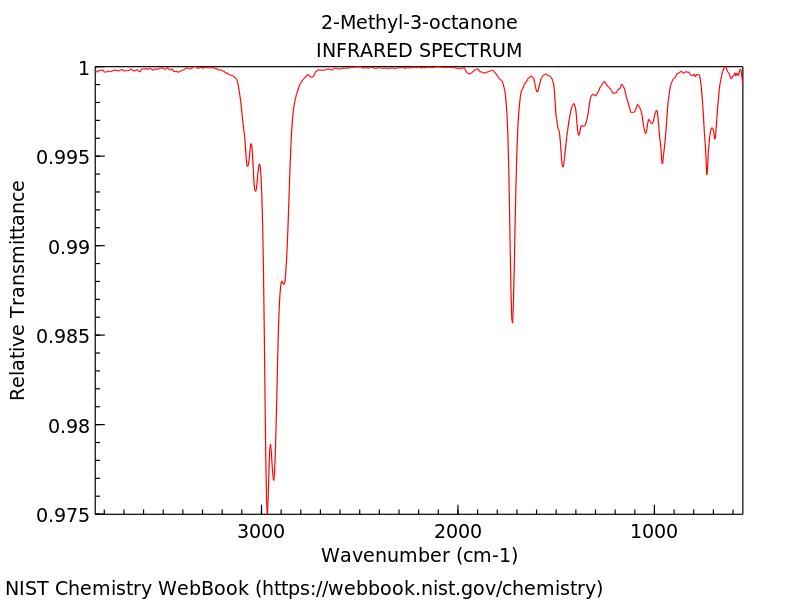 2-Methyl-3-octanone
INFRARED SPECTRUM
1
0.995
0.99
0.985
0.98
0.975
Relative Transmittance
3000 2000 1000
Wavenumber (cm-1)
NIST Chemistry WebBook (https://webbook.nist.gov/chemistry)